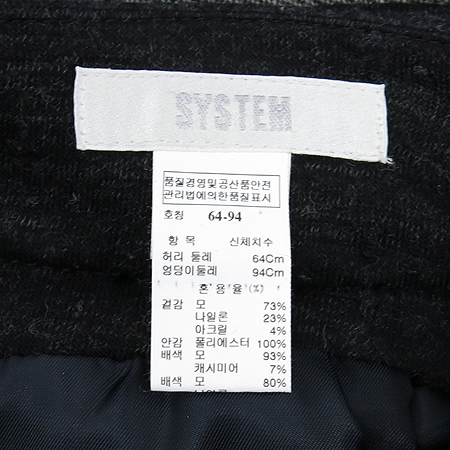 SYSTEM
품질경영및공산품안전
관리법에의한품질표시
호칭 64-94
항 목 신체치수
허리 둘레 64Cm
엉덩이둘레 94Cm
혼 용 율 (%)
겉감 모 73%
나일론 23%
아크릴 4%
안감 폴리에스터 100%
배색 모 93%
캐시미어 7%
배색 모 80%